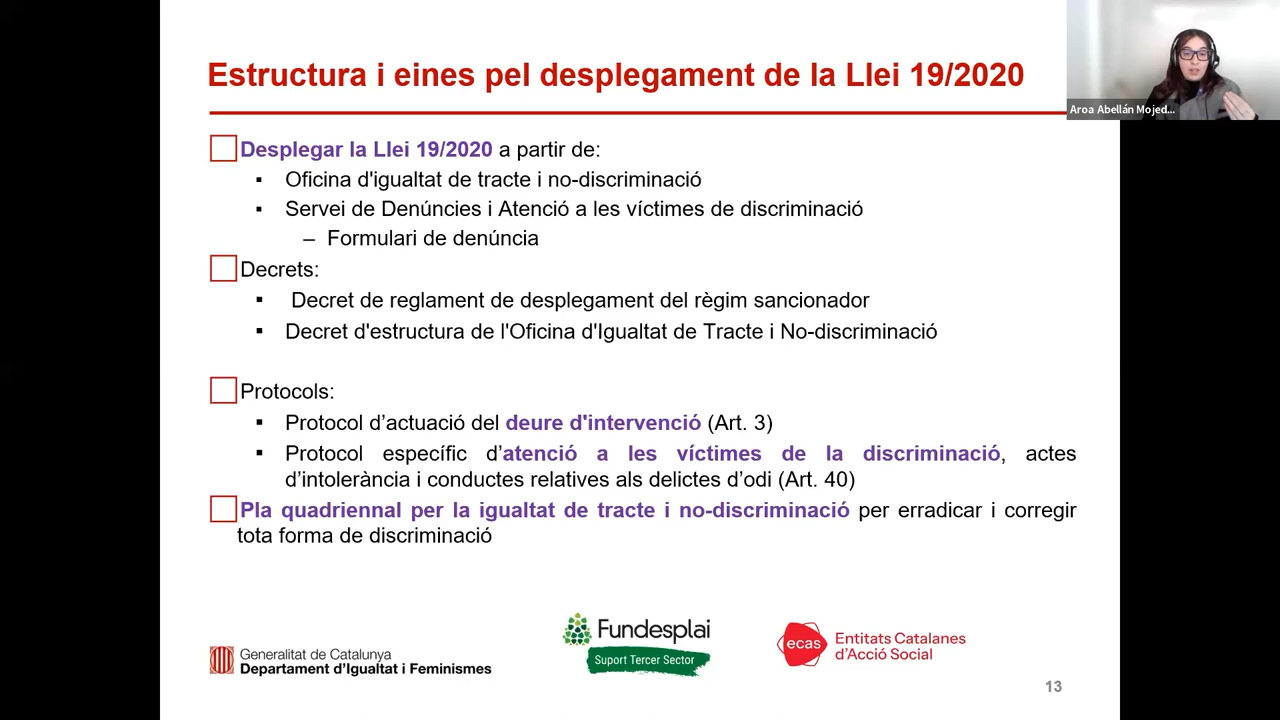 Estructura i eines pel desplegament de la Llei 19/2020
Aroa Abellán Mojed...
Desplegar la Llei 19/2020 a partir de:
▪ Oficina d'igualtat de tracte i no-discriminació
▪ Servei de Denúncies i Atenció a les víctimes de discriminació
– Formulari de denúncia
Decrets:
▪ Decret de reglament de desplegament del règim sancionador
▪ Decret d'estructura de l'Oficina d'Igualtat de Tracte i No-discriminació
Protocols:
▪ Protocol d’actuació del deure d'intervenció (Art. 3)
▪ Protocol específic d’atenció a les víctimes de la discriminació, actes
d’intolerància i conductes relatives als delictes d’odi (Art. 40)
Pla quadriennal per la igualtat de tracte i no-discriminació per erradicar i corregir
tota forma de discriminació
Generalitat de Catalunya
Departament d’Igualtat i Feminismes
Fundesplai
Suport Tercer Sector
ecas
Entitats Catalanes
d’Acció Social
13